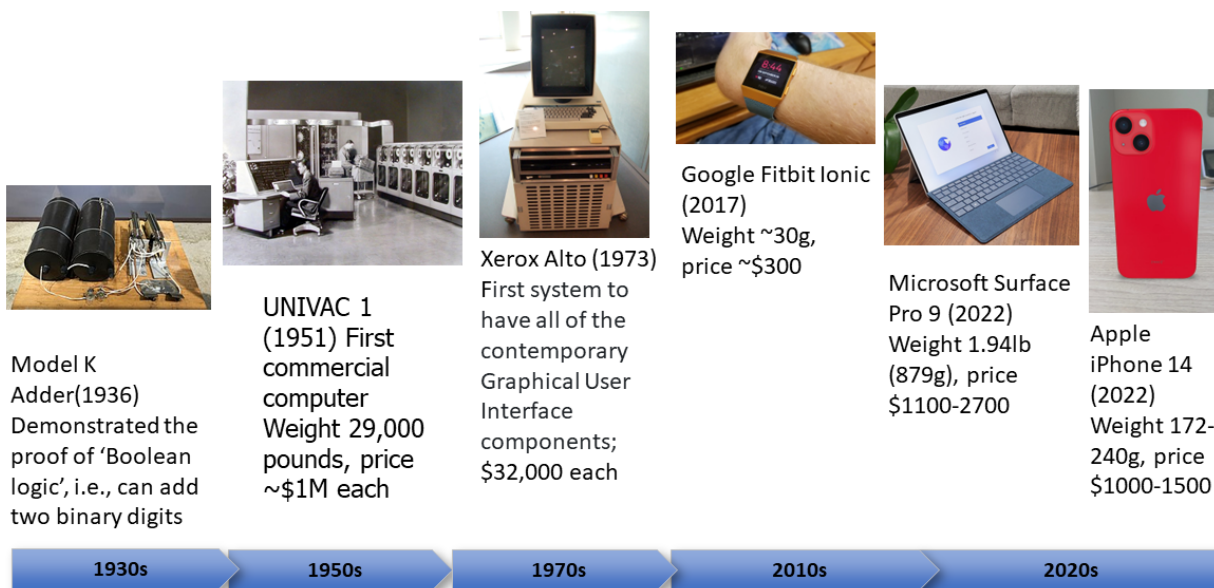 Model K
Adder(1936)
Demonstrated the
proof of ‘Boolean
logic’, i.e., can add
two binary digits
UNIVAC 1
(1951) First
commercial
computer
Weight 29,000
pounds, price
~$1M each
Xerox Alto (1973)
First system to
have all of the
contemporary
Graphical User
Interface
components;
$32,000 each
8:44
Google Fitbit Ionic
(2017)
Weight ~30g,
price ~$300
Microsoft Surface
Pro 9 (2022)
Weight 1.94lb
(879g), price
$1100-2700
Apple
iPhone 14
(2022)
Weight 172-
240g, price
$1000-1500
1930s
1950s
1970s
2010s
2020s